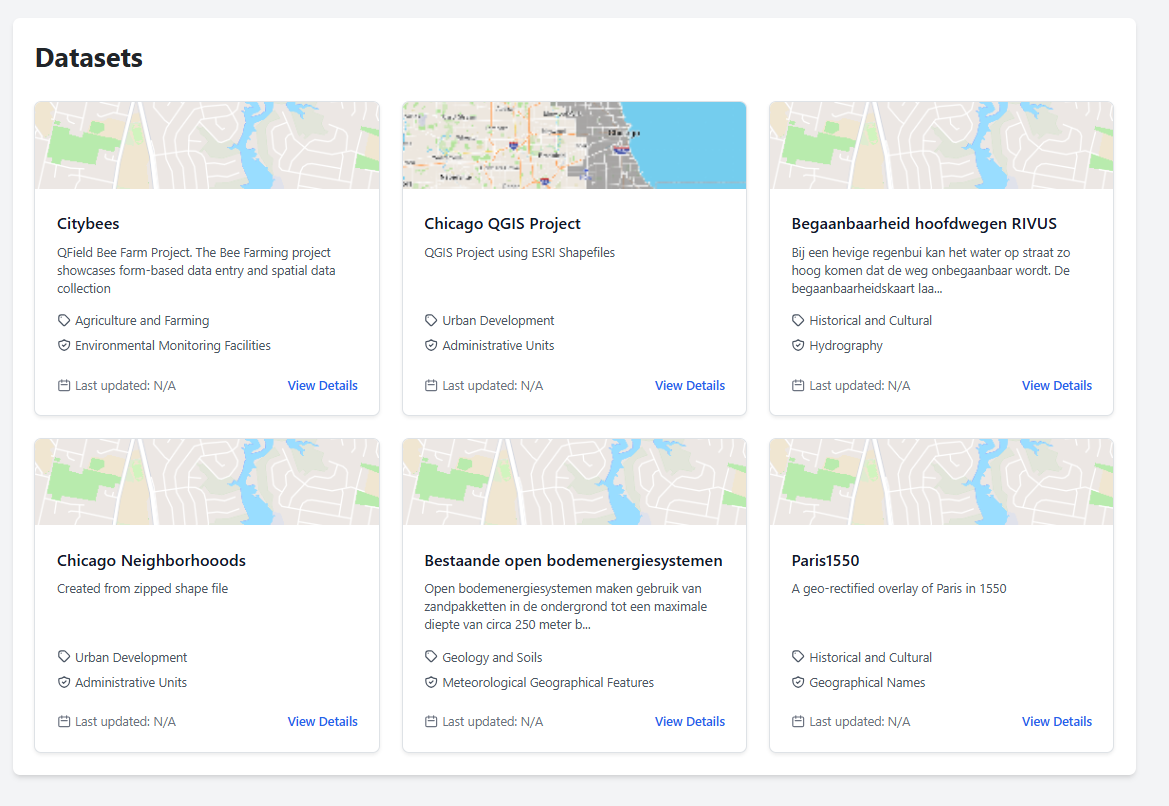 Datasets
Citybees
QField Bee Farm Project. The Bee Farming project
showcases form-based data entry and spatial data
collection
Agriculture and Farming
Environmental Monitoring Facilities
Last updated: N/A
View Details
Chicago QGIS Project
QGIS Project using ESRI Shapefiles
Urban Development
Administrative Units
Last updated: N/A
View Details
Begaanbaarheid hoofdwegen RIVUS
Bij een hevige regenbui kan het water op straat zo
hoog komen dat de weg onbegaanbaar wordt. De
begaanbaarheidskaart laa...
Historical and Cultural
Hydrography
Last updated: N/A
View Details
Chicago Neighborhooods
Created from zipped shape file
Urban Development
Administrative Units
Last updated: N/A
View Details
Bestaande open bodemenergiesystemen
Open bodemenergiesystemen maken gebruik van
zandpakketten in de ondergrond tot een maximale
diepte van circa 250 meter b...
Geology and Soils
Meteorological Geographical Features
Last updated: N/A
View Details
Paris1550
A geo-rectified overlay of Paris in 1550
Historical and Cultural
Geographical Names
Last updated: N/A
View Details